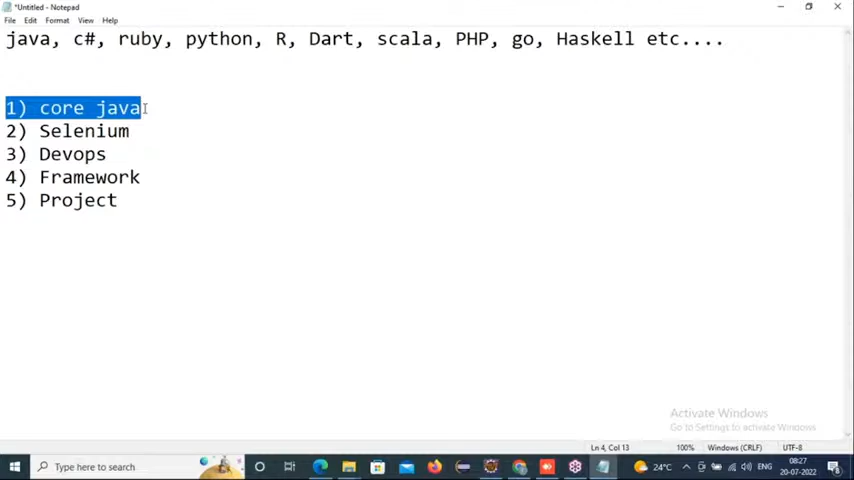 *Untitled - Notepad
File Edit Format View Help
java, c#, ruby, python, R, Dart, scala, PHP, go, Haskell etc....
1) core java
2) Selenium
3) Devops
4) Framework
5) Project
Activate Windows
Go to Settings to activate Windows.
Ln 4, Col 13 100% Windows (CRLF) UTF-8
Type here to search 24°C ENG 08:27
20-07-2022